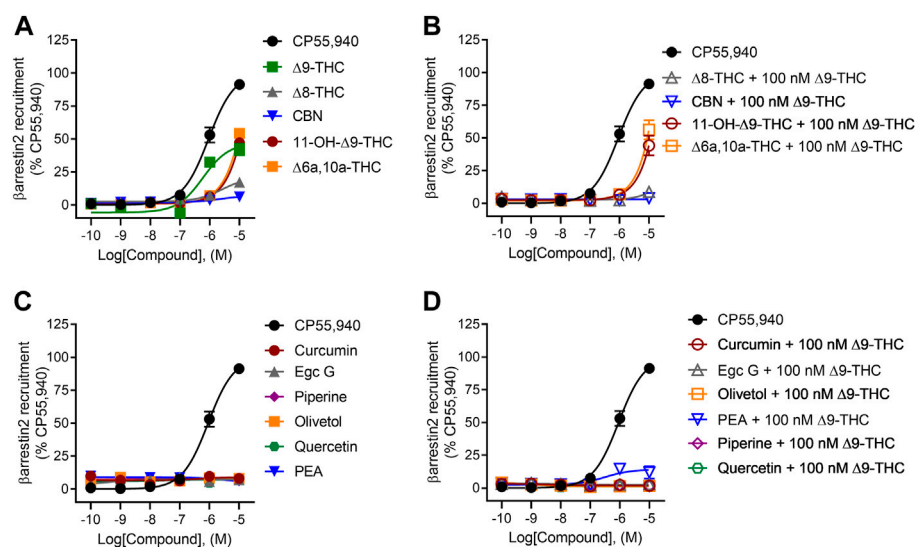 A
βarrestin2 recruitment
(% CP55,940)
125
100
75
50
25
0
-10 -9 -8 -7 -6 -5
Log[Compound], (M)
CP55,940
Δ9-THC
Δ8-THC
CBN
11-OH-Δ9-THC
Δ6a,10a-THC
B
βarrestin2 recruitment
(% CP55,940)
125
100
75
50
25
0
-10 -9 -8 -7 -6 -5
Log[Compound], (M)
CP55,940
Δ8-THC + 100 nM Δ9-THC
CBN + 100 nM Δ9-THC
11-OH-Δ9-THC + 100 nM Δ9-THC
Δ6a,10a-THC + 100 nM Δ9-THC
C
βarrestin2 recruitment
(% CP55,940)
125
100
75
50
25
0
-10 -9 -8 -7 -6 -5
Log[Compound], (M)
CP55,940
Curcumin
Egc G
Piperine
Olivetol
Quercetin
PEA
D
βarrestin2 recruitment
(% CP55,940)
125
100
75
50
25
0
-10 -9 -8 -7 -6 -5
Log[Compound], (M)
CP55,940
Curcumin + 100 nM Δ9-THC
Egc G + 100 nM Δ9-THC
Olivetol + 100 nM Δ9-THC
PEA + 100 nM Δ9-THC
Piperine + 100 nM Δ9-THC
Quercetin + 100 nM Δ9-THC